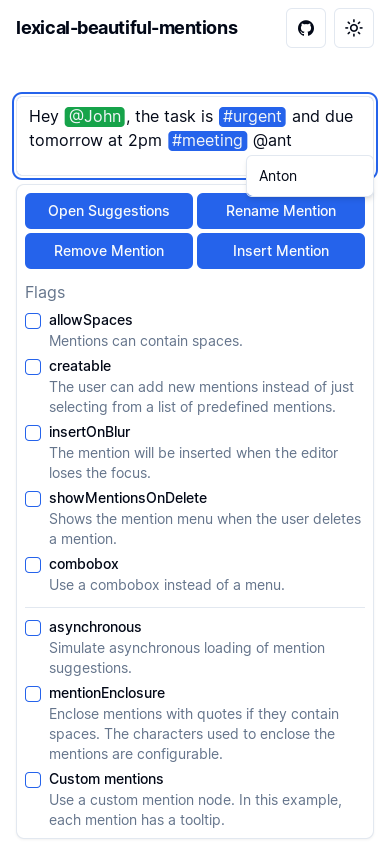 lexical-beautiful-mentions
Hey @John, the task is #urgent and due
tomorrow at 2pm #meeting @ant
Anton
Open Suggestions
Rename Mention
Remove Mention
Insert Mention
Flags
allowSpaces
Mentions can contain spaces.
creatable
The user can add new mentions instead of just
selecting from a list of predefined mentions.
insertOnBlur
The mention will be inserted when the editor
loses the focus.
showMentionsOnDelete
Shows the mention menu when the user deletes
a mention.
combobox
Use a combobox instead of a menu.
asynchronous
Simulate asynchronous loading of mention
suggestions.
mentionEnclosure
Enclose mentions with quotes if they contain
spaces. The characters used to enclose the
mentions are configurable.
Custom mentions
Use a custom mention node. In this example,
each mention has a tooltip.